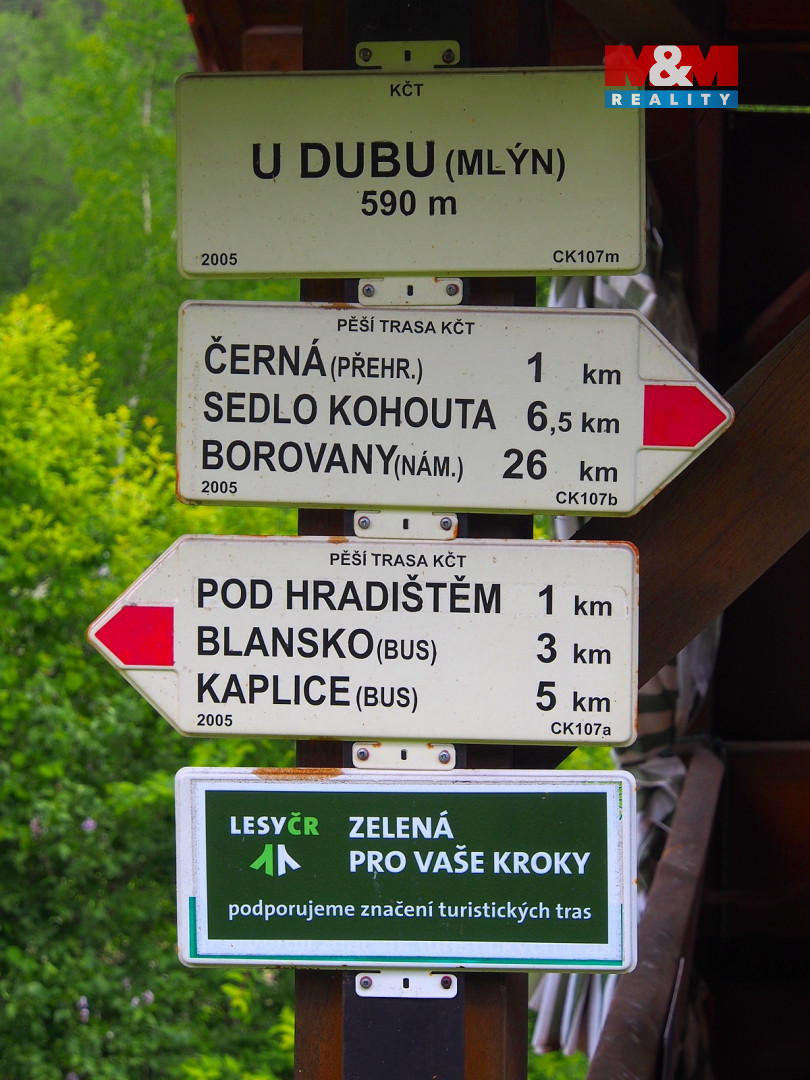 M&M
REALITY
KČT
U DUBU (MLÝN)
590 m
2005 CK107m
PĚŠÍ TRASA KČT
ČERNÁ (PŘEHR.) 1 km
SEDLO KOHOUTA 6,5 km
BOROVANY (NÁM.) 26 km
2005 CK107b
PĚŠÍ TRASA KČT
POD HRADIŠTĚM 1 km
BLANSKO (BUS) 3 km
KAPLICE (BUS) 5 km
2005 CK107a
LESYČR ZELENÁ
PRO VAŠE KROKY
podporujeme značení turistických tras